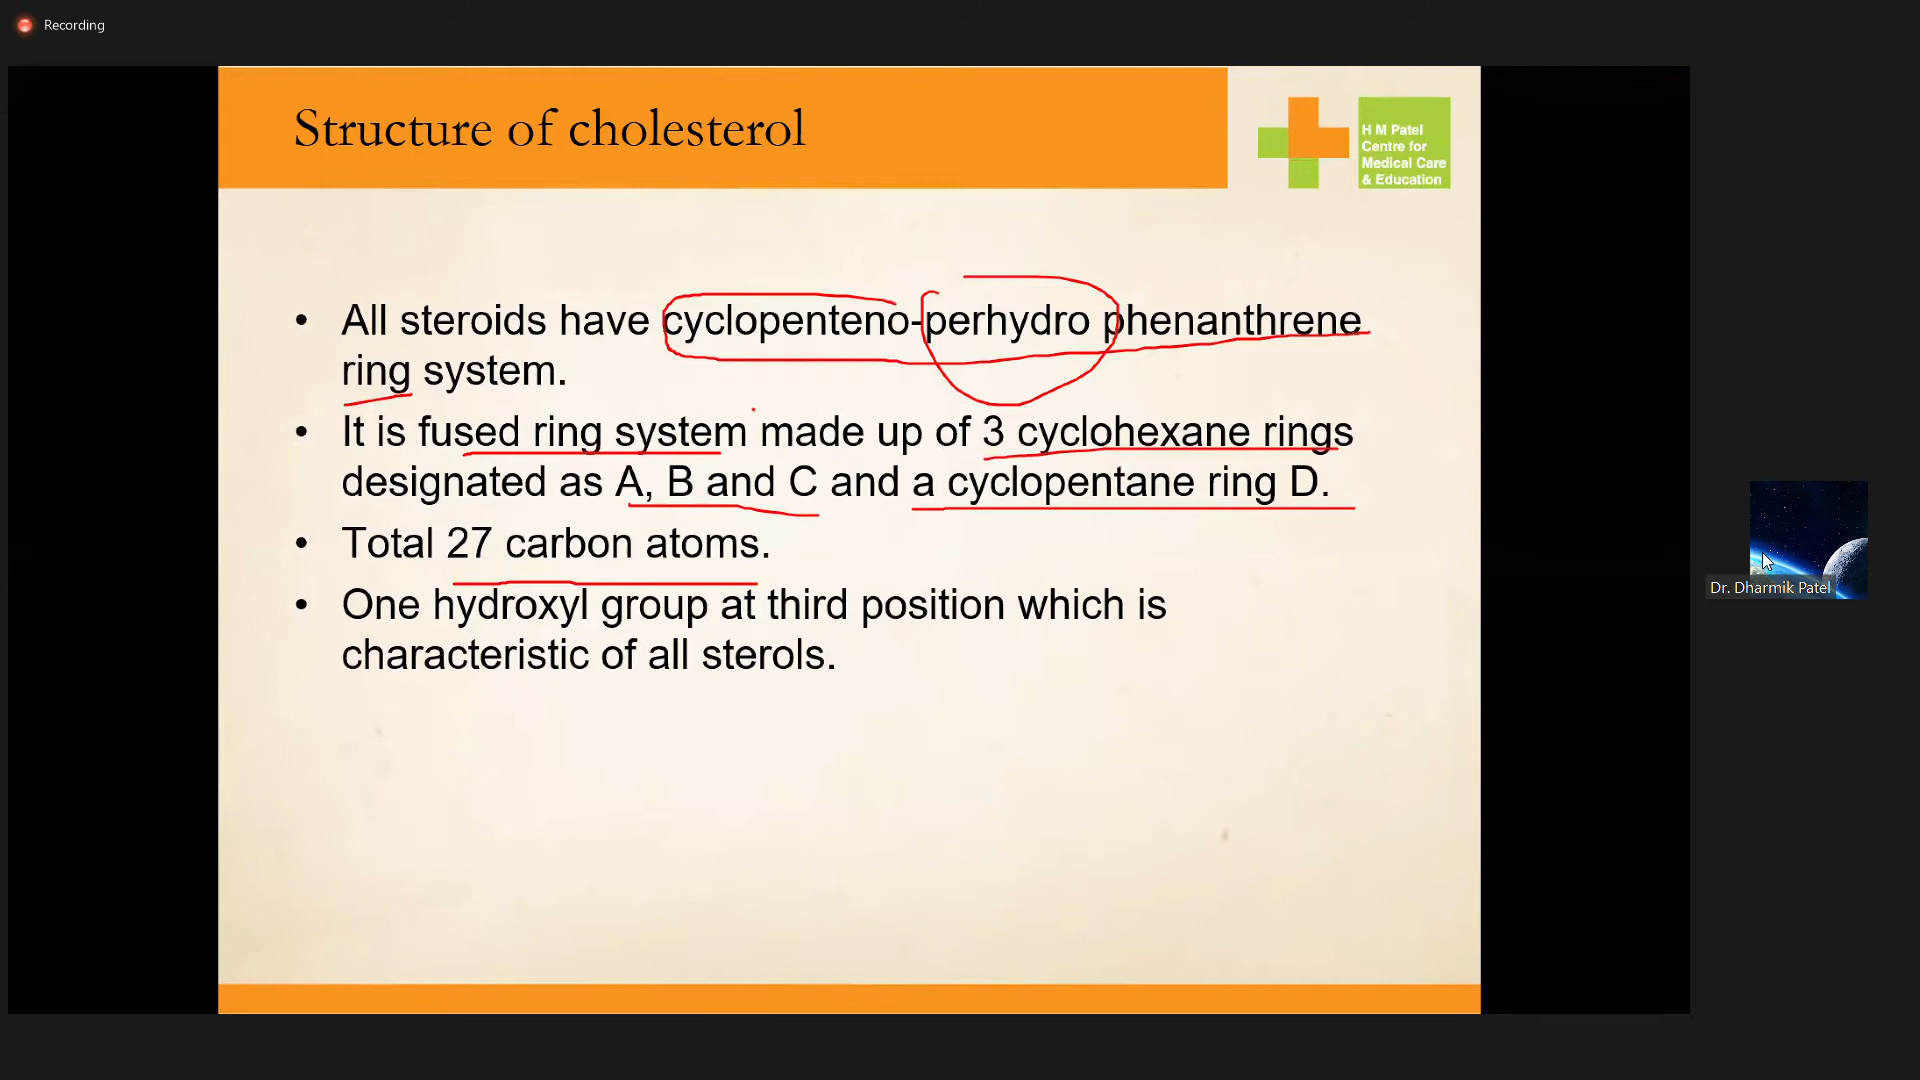 Recording
Structure of cholesterol
H M Patel
Centre for
Medical Care
& Education
• All steroids have cyclopenteno-perhydro phenanthrene
ring system.
• It is fused ring system made up of 3 cyclohexane rings
designated as A, B and C and a cyclopentane ring D.
• Total 27 carbon atoms.
• One hydroxyl group at third position which is
characteristic of all sterols.
Dr. Dharmik Patel